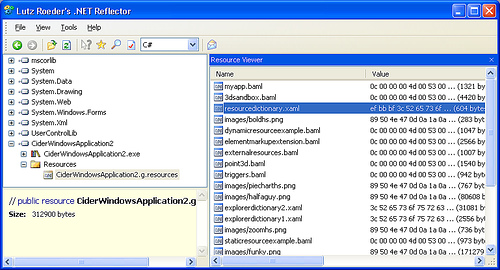 Lutz Roeder's .NET Reflector
File View Tools Help
C#
mscorlib
System
System.Data
System.Drawing
System.Web
System.Windows.Forms
System.Xml
UserControlLib
CiderWindowsApplication2
CiderWindowsApplication2.exe
Resources
CiderWindowsApplication2.g.resources
// public resource CiderWindowsApplication2.g
Size: 312900 bytes
Resource Viewer
Name Value
myapp.baml 0c 00 00 00 4d 00 53 00 ... (1321 by
3dsandbox.baml 0c 00 00 00 4d 00 53 00 ... (4420 by
resourcedictionary.xaml ef bb bf 3c 52 65 73 6f ... (604 byte
images/boldhs.png 89 50 4e 47 0d 0a 1a 0a ... (283 byt
dynamicresourceexample.baml 0c 00 00 00 4d 00 53 00 ... (1047 b
elementmarkupextension.baml 0c 00 00 00 4d 00 53 00 ... (2566 b
externalresources.baml 0c 00 00 00 4d 00 53 00 ... (1007 b
point3d.baml 0c 00 00 00 4d 00 53 00 ... (1540 b
triggers.baml 0c 00 00 00 4d 00 53 00 ... (942 by
images/piecharths.png 89 50 4e 47 0d 0a 1a 0a ... (767 byt
images/halfaguy.png 89 50 4e 47 0d 0a 1a 0a ... (80608
explorerdictionary2.xaml 3c 52 65 73 6f 75 72 63 ... (31081 b
explorerdictionary1.xaml 3c 52 65 73 6f 75 72 63 ... (2556 by
images/zoomhs.png 89 50 4e 47 0d 0a 1a 0a ... (657 byt
staticresourceexample.baml 0c 00 00 00 4d 00 53 00 ... (973 by
images/funky.png 89 50 4e 47 0d 0a 1a 0a ... (171209